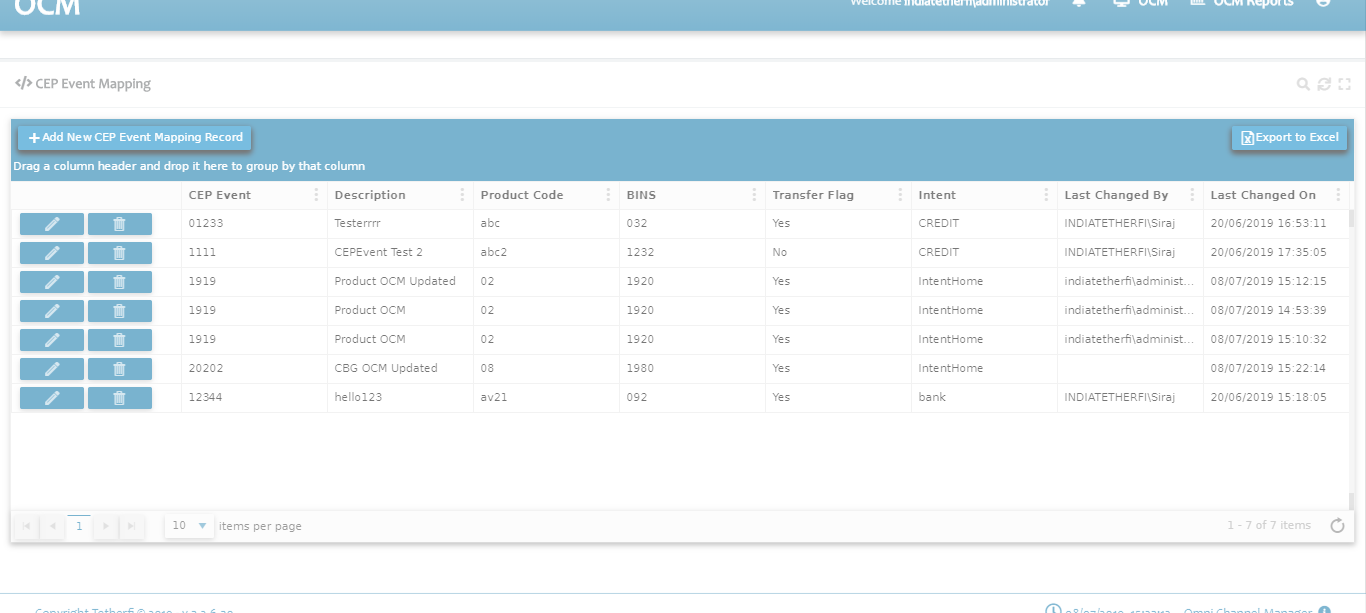 OCM
Welcome indiatetherfi\administrator OCM OCM Reports
CEP Event Mapping
Add New CEP Event Mapping Record Export to Excel
Drag a column header and drop it here to group by that column
CEP Event Description Product Code BINS Transfer Flag Intent Last Changed By Last Changed On
01233 Testerrrr abc 032 Yes CREDIT INDIATETHERFI\Siraj 20/06/2019 16:53:11
1111 CEPEvent Test 2 abc2 1232 No CREDIT INDIATETHERFI\Siraj 20/06/2019 17:35:05
1919 Product OCM Updated 02 1920 Yes IntentHome indiatetherfi\administ... 08/07/2019 15:12:15
1919 Product OCM 02 1920 Yes IntentHome indiatetherfi\administ... 08/07/2019 14:53:39
1919 Product OCM 02 1920 Yes IntentHome indiatetherfi\administ... 08/07/2019 15:10:32
20202 CBG OCM Updated 08 1980 Yes IntentHome 08/07/2019 15:22:14
12344 hello123 av21 092 Yes bank INDIATETHERFI\Siraj 20/06/2019 15:18:05
1 10 items per page 1 - 7 of 7 items
Copyright Tetherfi © 2019 Omni Channel Manager